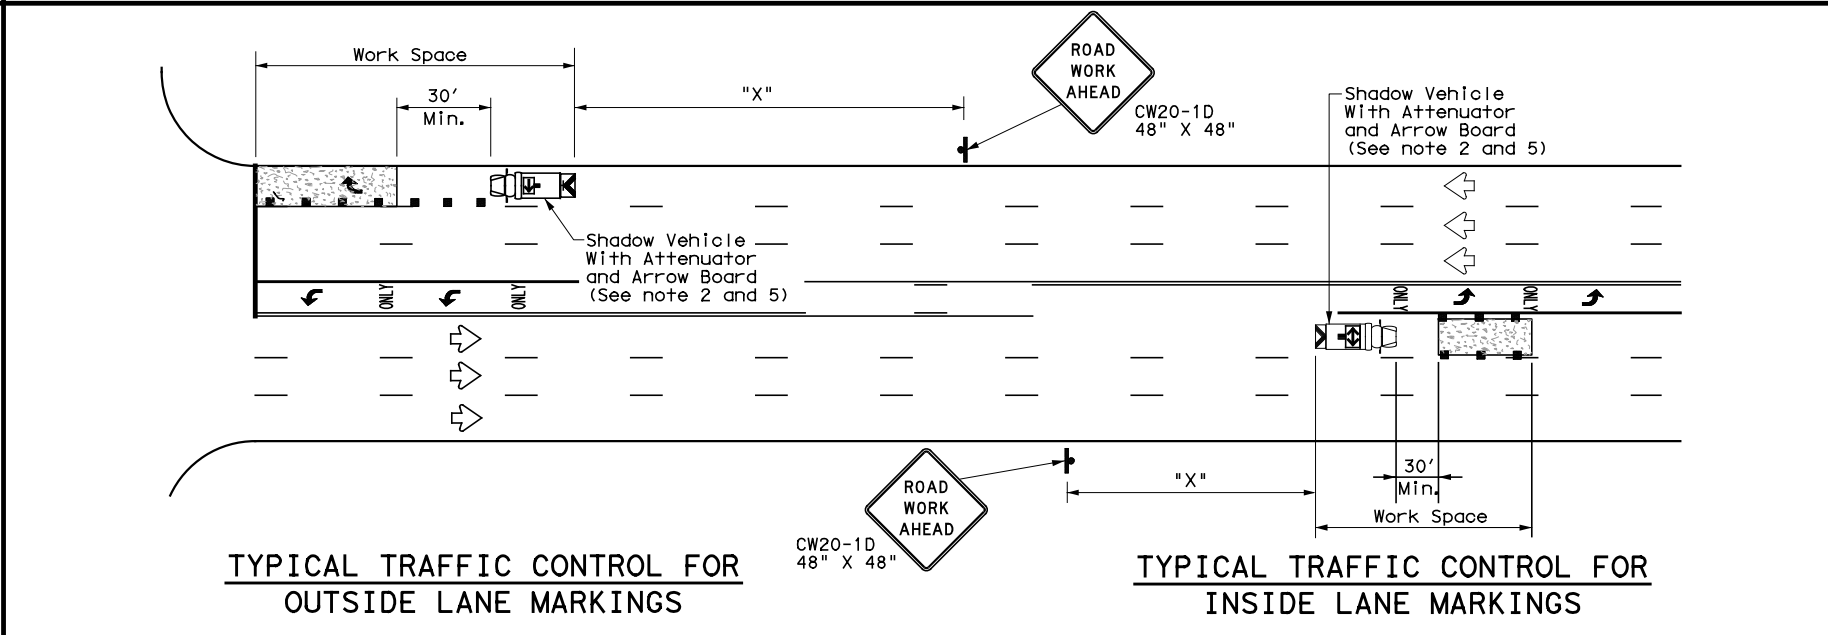 Work Space
30'
Min.
"X"
ROAD
WORK
AHEAD
CW20-1D
48" X 48"
Shadow Vehicle
With Attenuator
and Arrow Board
(See note 2 and 5)
Shadow Vehicle
With Attenuator
and Arrow Board
(See note 2 and 5)
ONLY
ONLY
ONLY
ONLY
ROAD
WORK
AHEAD
CW20-1D
48" X 48"
"X"
30'
Min.
Work Space
TYPICAL TRAFFIC CONTROL FOR
OUTSIDE LANE MARKINGS
TYPICAL TRAFFIC CONTROL FOR
INSIDE LANE MARKINGS